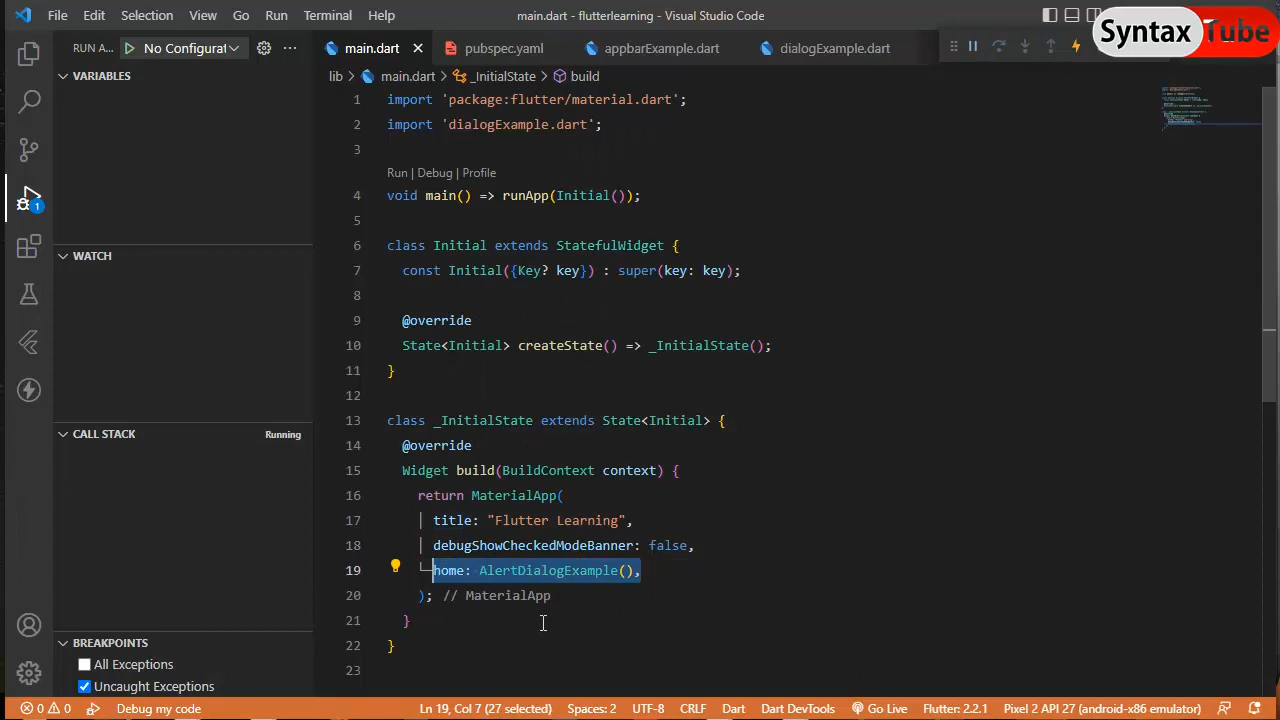 File Edit Selection View Go Run Terminal Help
main.dart - flutterlearning - Visual Studio Code
Syntax Tube
RUN A... No Configurat
main.dart pubspec.yaml appbarExample.dart dialogExample.dart
VARIABLES
lib > main.dart > _InitialState > build
1 import 'package:flutter/material.dart';
2 import 'dialogExample.dart';
3
Run | Debug | Profile
4 void main() => runApp(Initial());
5
6 class Initial extends StatefulWidget {
7 const Initial({Key? key}) : super(key: key);
8
9 @override
10 State<Initial> createState() => _InitialState();
11 }
12
13 class _InitialState extends State<Initial> {
14 @override
15 Widget build(BuildContext context) {
16 return MaterialApp(
17 title: "Flutter Learning",
18 debugShowCheckedModeBanner: false,
19 home: AlertDialogExample(),
20 ); // MaterialApp
21 }
22 }
23
1
WATCH
CALL STACK Running
BREAKPOINTS
All Exceptions
Uncaught Exceptions
0 0 Debug my code Ln 19, Col 7 (27 selected) Spaces: 2 UTF-8 CRLF Dart Dart DevTools Go Live Flutter: 2.2.1 Pixel 2 API 27 (android-x86 emulator)